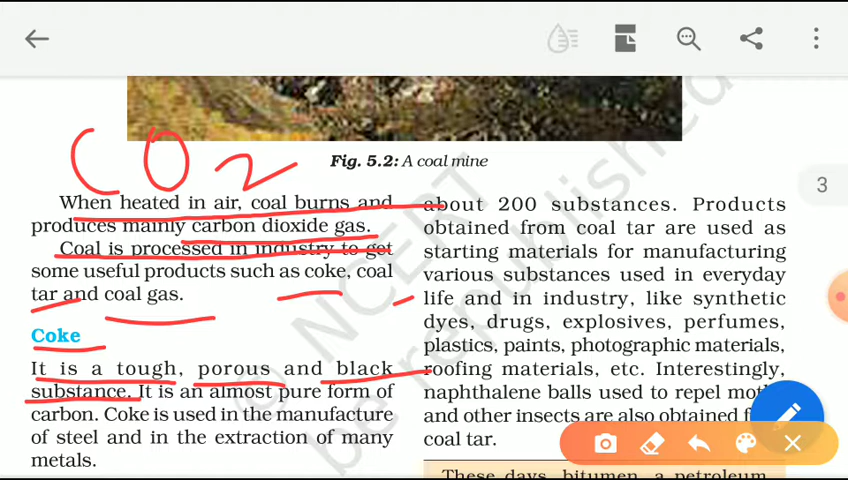 Fig. 5.2: A coal mine
3
CO2
When heated in air, coal burns and
produces mainly carbon dioxide gas.
Coal is processed in industry to get
some useful products such as coke, coal
tar and coal gas.
Coke
It is a tough, porous and black
substance. It is an almost pure form of
carbon. Coke is used in the manufacture
of steel and in the extraction of many
metals.
about 200 substances. Products
obtained from coal tar are used as
starting materials for manufacturing
various substances used in everyday
life and in industry, like synthetic
dyes, drugs, explosives, perfumes,
plastics, paints, photographic materials,
roofing materials, etc. Interestingly,
naphthalene balls used to repel
and other insects are also obtained
coal tar.
These days, bitumen, a petroleum
© NCERT
be republished